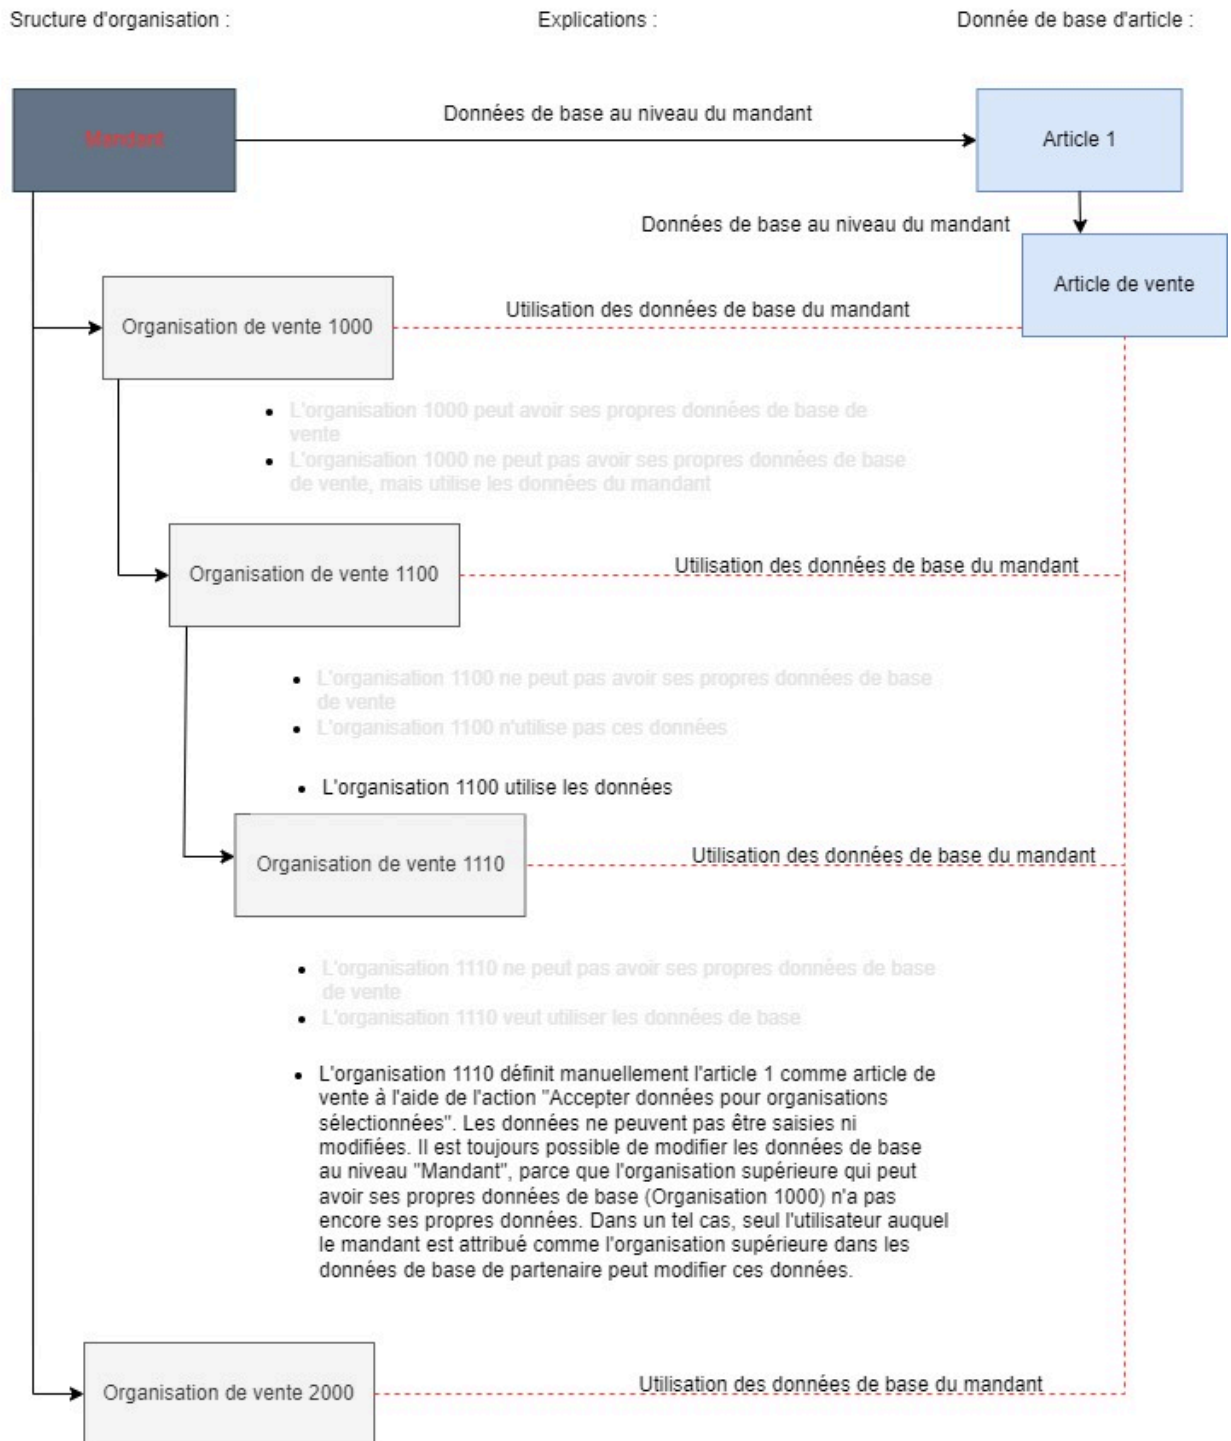 Sructure d'organisation :
Explications :
Donnée de base d'article :
Mandant
Données de base au niveau du mandant
Article 1
Données de base au niveau du mandant
Article de vente
Organisation de vente 1000
Utilisation des données de base du mandant
L'organisation 1000 peut avoir ses propres données de base de
vente
L'organisation 1000 ne peut pas avoir ses propres données de base
de vente, mais utilise les données du mandant
Organisation de vente 1100
Utilisation des données de base du mandant
L'organisation 1100 ne peut pas avoir ses propres données de base
de vente
L'organisation 1100 n'utilise pas ces données
L'organisation 1100 utilise les données
Organisation de vente 1110
Utilisation des données de base du mandant
L'organisation 1110 ne peut pas avoir ses propres données de base
de vente
L'organisation 1110 veut utiliser les données de base
L'organisation 1110 définit manuellement l'article 1 comme article de
vente à l'aide de l'action "Accepter données pour organisations
sélectionnées". Les données ne peuvent pas être saisies ni
modifiées. Il est toujours possible de modifier les données de base
au niveau "Mandant", parce que l'organisation supérieure qui peut
avoir ses propres données de base (Organisation 1000) n'a pas
encore ses propres données. Dans un tel cas, seul l'utilisateur auquel
le mandant est attribué comme l'organisation supérieure dans les
données de base de partenaire peut modifier ces données.
Organisation de vente 2000
Utilisation des données de base du mandant